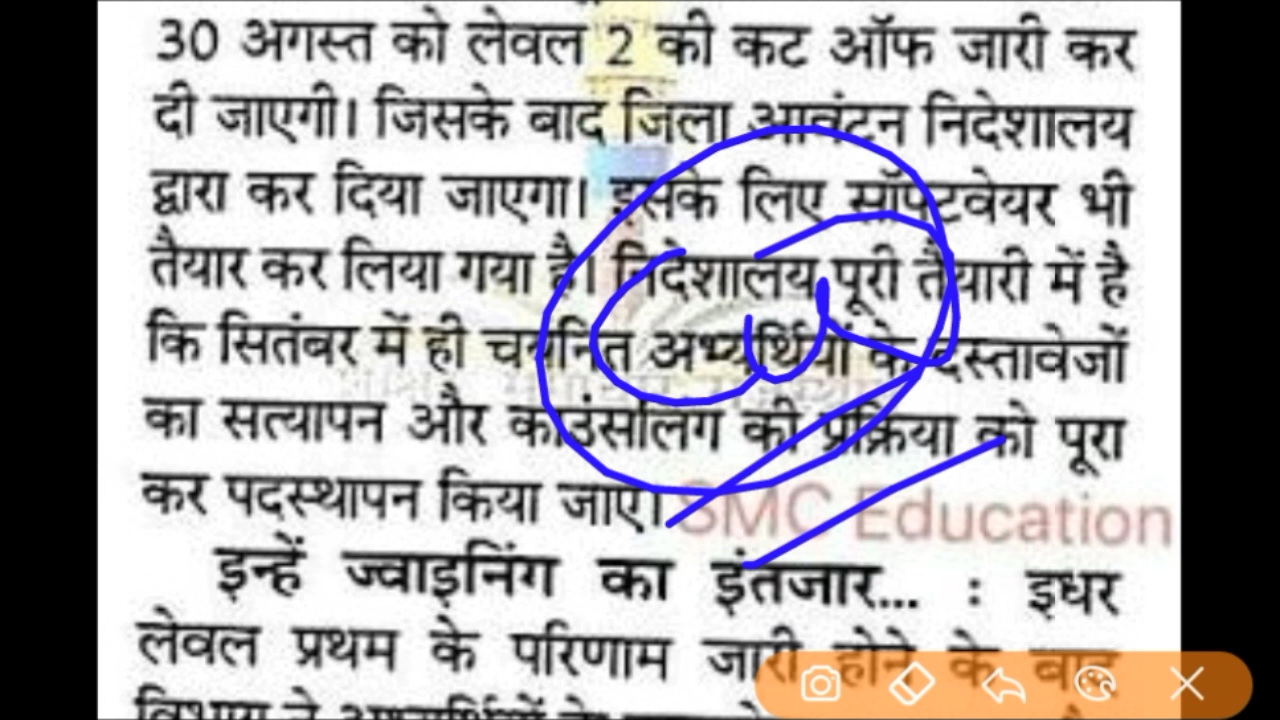 30 अगस्त को लेवल 2 की कट ऑफ जारी कर
दी जाएगी। जिसके बाद जिला आवंटन निदेशालय
द्वारा कर दिया जाएगा। इसके लिए सॉफ्टवेयर भी
तैयार कर लिया गया है। निदेशालय पूरी तैयारी में है
कि सितंबर में ही चयनित अभ्यर्थियों के दस्तावेजों
का सत्यापन और काउंसलिंग की प्रक्रिया को पूरा
कर पदस्थापन किया जाए।
SMC Education
इन्हें ज्वाइनिंग का इंतजार... : इधर
लेवल प्रथम के परिणाम जारी होने के बाद
विभाग ने अभ्यर्थियों के